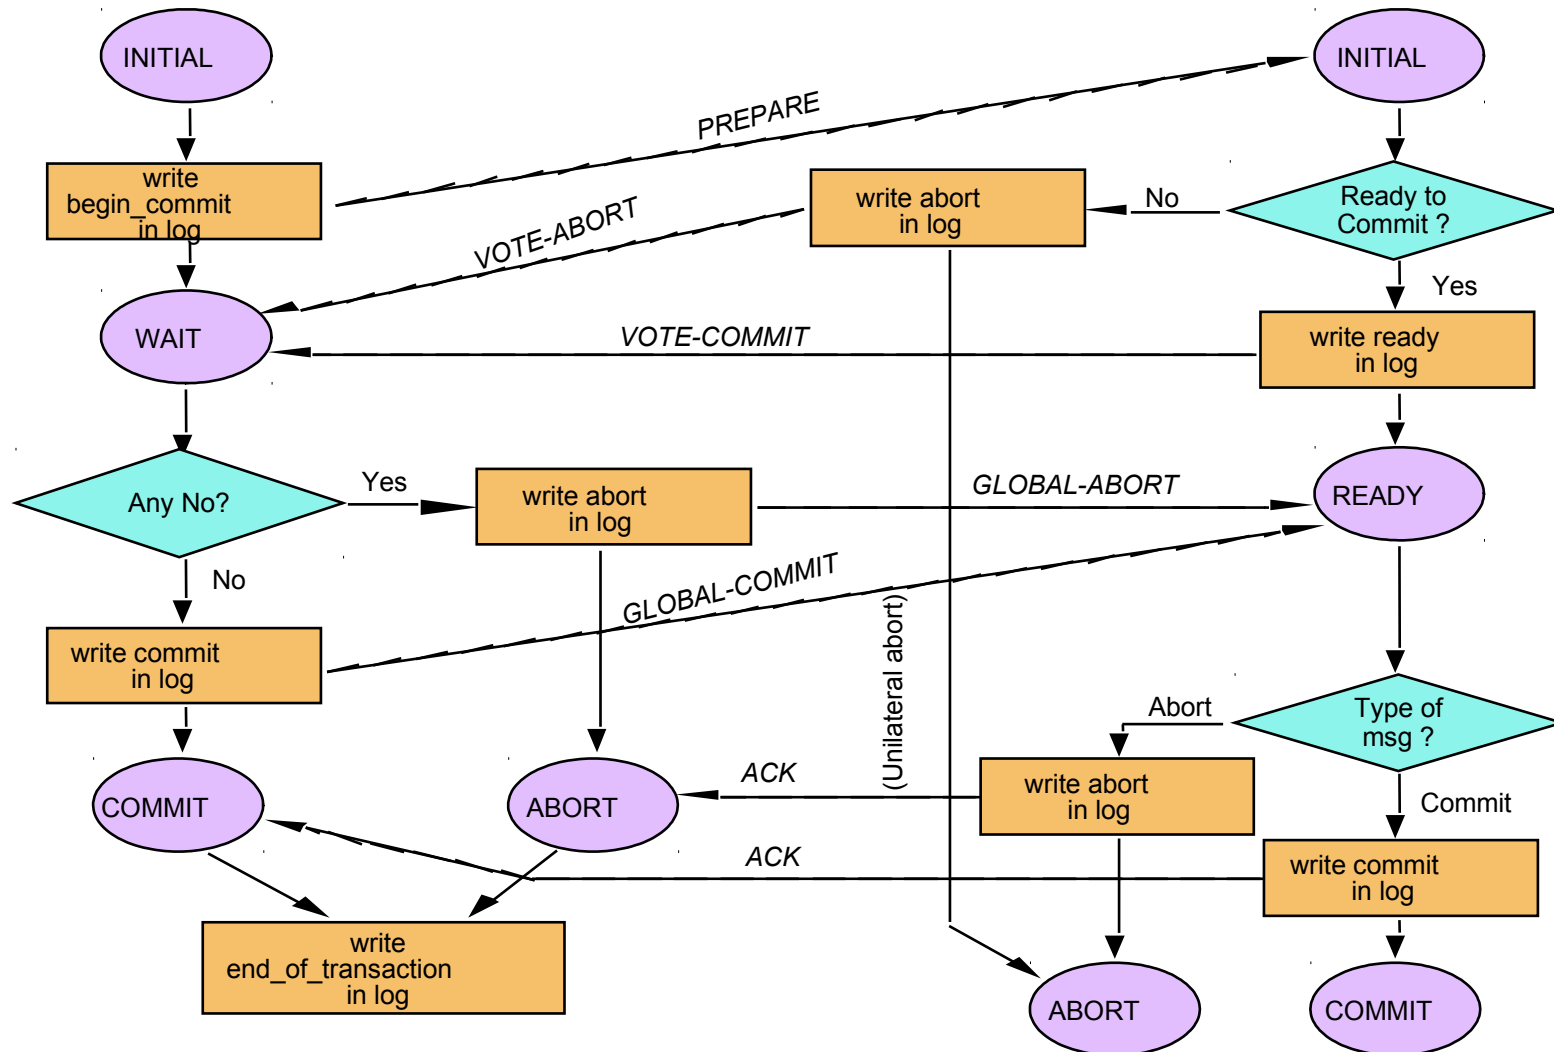 INITIAL
INITIAL
PREPARE
write
begin_commit
in log
write abort
in log
No
Ready to
Commit ?
VOTE-ABORT
Yes
WAIT
VOTE-COMMIT
write ready
in log
Any No?
Yes
write abort
in log
GLOBAL-ABORT
READY
No
GLOBAL-COMMIT
write commit
in log
(Unilateral abort)
Abort
Type of
msg ?
COMMIT
ABORT
ACK
write abort
in log
Commit
ACK
write commit
in log
write
end_of_transaction
in log
ABORT
COMMIT